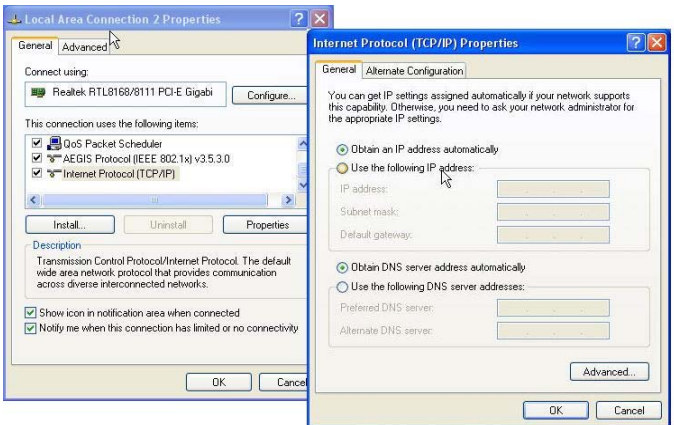 Local Area Connection 2 Properties
General
Advanced
Connect using:
Realtek RTL8168/8111 PCI-E Gigabi
Configure...
This connection uses the following items:
QoS Packet Scheduler
AEGIS Protocol (IEEE 802.1x) v3.5.3.0
Internet Protocol (TCP/IP)
Install...
Uninstall
Properties
Description
Transmission Control Protocol/Internet Protocol. The default
wide area network protocol that provides communication
across diverse interconnected networks.
Show icon in notification area when connected
Notify me when this connection has limited or no connectivity
OK
Cancel
Internet Protocol (TCP/IP) Properties
General
Alternate Configuration
You can get IP settings assigned automatically if your network supports
this capability. Otherwise, you need to ask your network administrator for
the appropriate IP settings.
Obtain an IP address automatically
Use the following IP address:
IP address:
Subnet mask:
Default gateway:
Obtain DNS server address automatically
Use the following DNS server addresses:
Preferred DNS server:
Alternate DNS server:
Advanced...
OK
Cancel